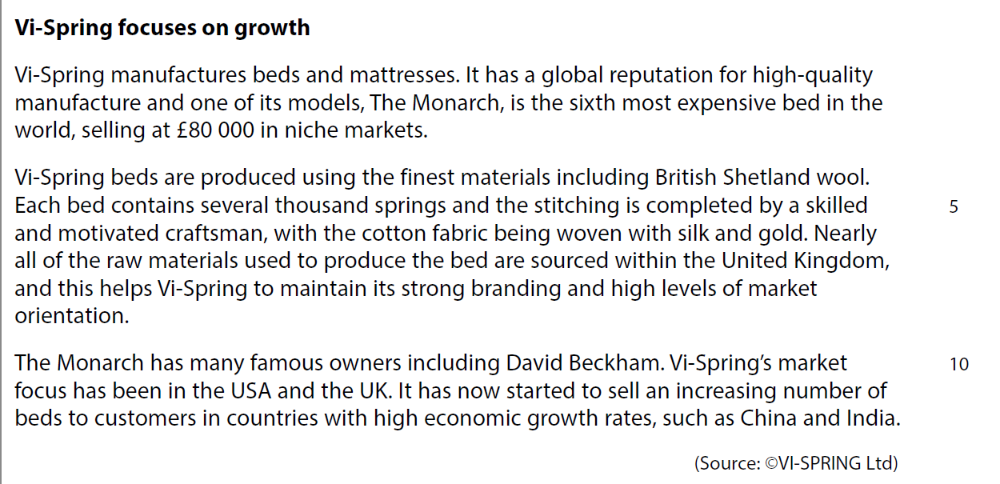 Vi-Spring focuses on growth
Vi-Spring manufactures beds and mattresses. It has a global reputation for high-quality
manufacture and one of its models, The Monarch, is the sixth most expensive bed in the
world, selling at £80 000 in niche markets.
Vi-Spring beds are produced using the finest materials including British Shetland wool.
Each bed contains several thousand springs and the stitching is completed by a skilled 5
and motivated craftsman, with the cotton fabric being woven with silk and gold. Nearly
all of the raw materials used to produce the bed are sourced within the United Kingdom,
and this helps Vi-Spring to maintain its strong branding and high levels of market
orientation.
The Monarch has many famous owners including David Beckham. Vi-Spring’s market 10
focus has been in the USA and the UK. It has now started to sell an increasing number of
beds to customers in countries with high economic growth rates, such as China and India.
(Source: ©VI-SPRING Ltd)